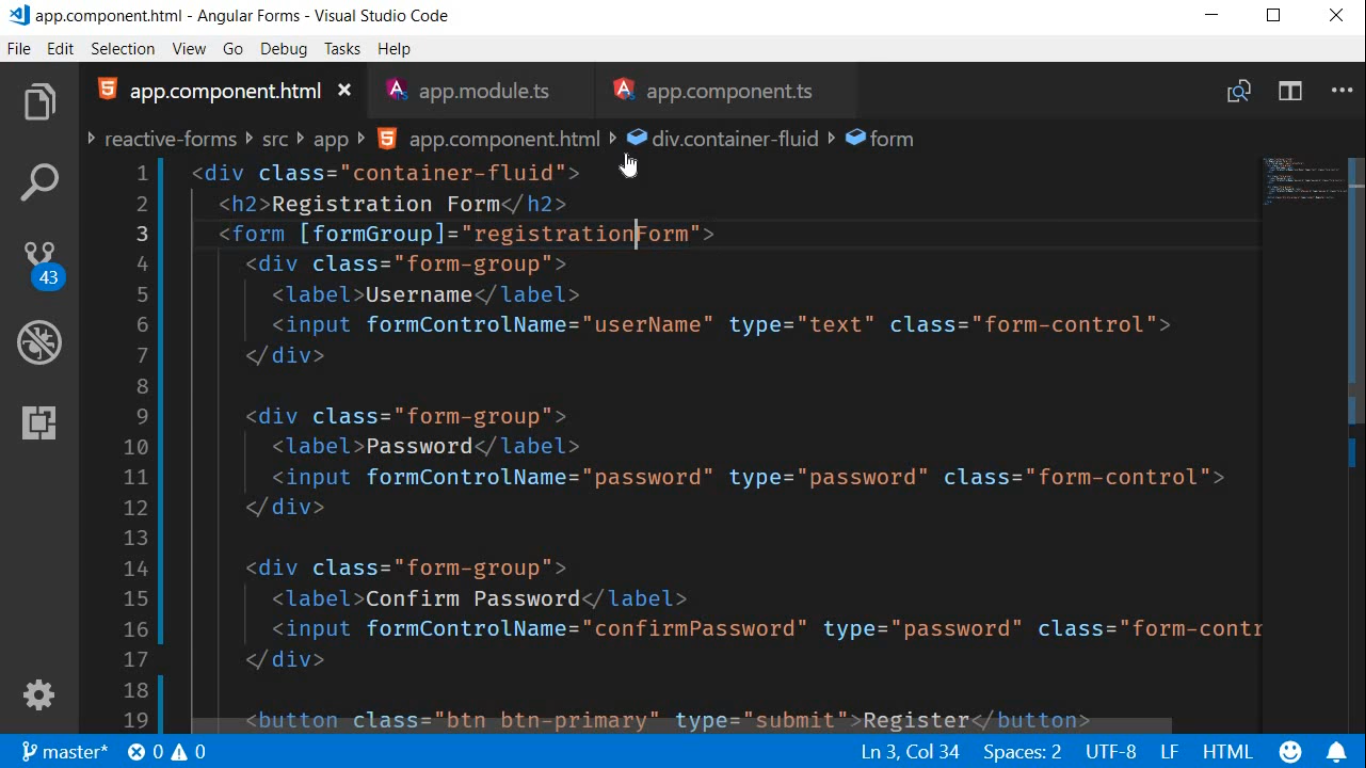 app.component.html - Angular Forms - Visual Studio Code
File Edit Selection View Go Debug Tasks Help
app.component.html app.module.ts app.component.ts
reactive-forms src app app.component.html div.container-fluid form
1 <div class="container-fluid">
2 <h2>Registration Form</h2>
3 <form [formGroup]="registrationForm">
4 <div class="form-group">
5 <label>Username</label>
6 <input formControlName="userName" type="text" class="form-control">
7 </div>
8
9 <div class="form-group">
10 <label>Password</label>
11 <input formControlName="password" type="password" class="form-control">
12 </div>
13
14 <div class="form-group">
15 <label>Confirm Password</label>
16 <input formControlName="confirmPassword" type="password" class="form-contr
17 </div>
18
19 <button class="btn btn-primary" type="submit">Register</button>
43
master* 0 0 Ln 3, Col 34 Spaces: 2 UTF-8 LF HTML